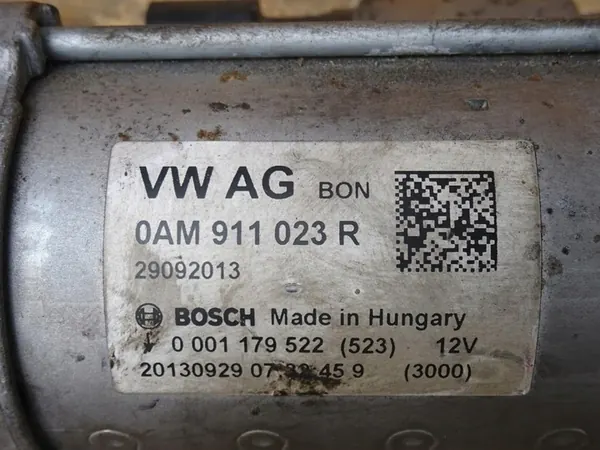 VW AG BON
0AM 911 023 R
29092013
BOSCH Made in Hungary
0 001 179 522 (523) 12V
20130929 45 9 (3000)